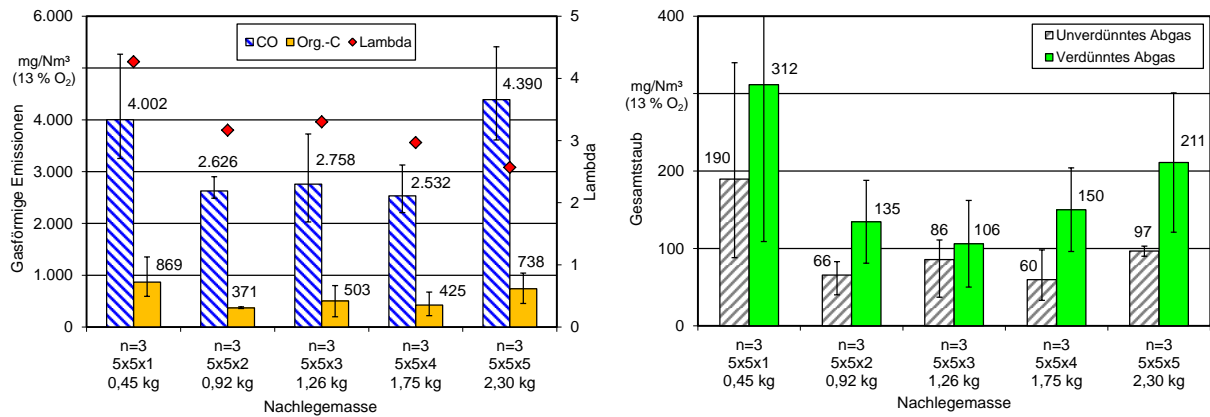 6.000
mg/Nm³
(13 % O₂)
4.000
3.000
2.000
1.000
0
Gasförmige Emissionen
CO Org.-C Lambda
5
4
3
2
1
0
Lambda
4.002
2.626
2.758
2.532
4.390
869
371
503
425
738
n=3 n=3 n=3 n=3 n=3
5x5x1 5x5x2 5x5x3 5x5x4 5x5x5
0,45 kg 0,92 kg 1,26 kg 1,75 kg 2,30 kg
Nachlegemasse
400
mg/Nm³
(13 % O₂)
200
100
0
Gesamtstaub
Unverdünntes Abgas
Verdünntes Abgas
190
312
66
135
86
106
60
150
97
211
n=3 n=3 n=3 n=3 n=3
5x5x1 5x5x2 5x5x3 5x5x4 5x5x5
0,45 kg 0,92 kg 1,26 kg 1,75 kg 2,30 kg
Nachlegemasse